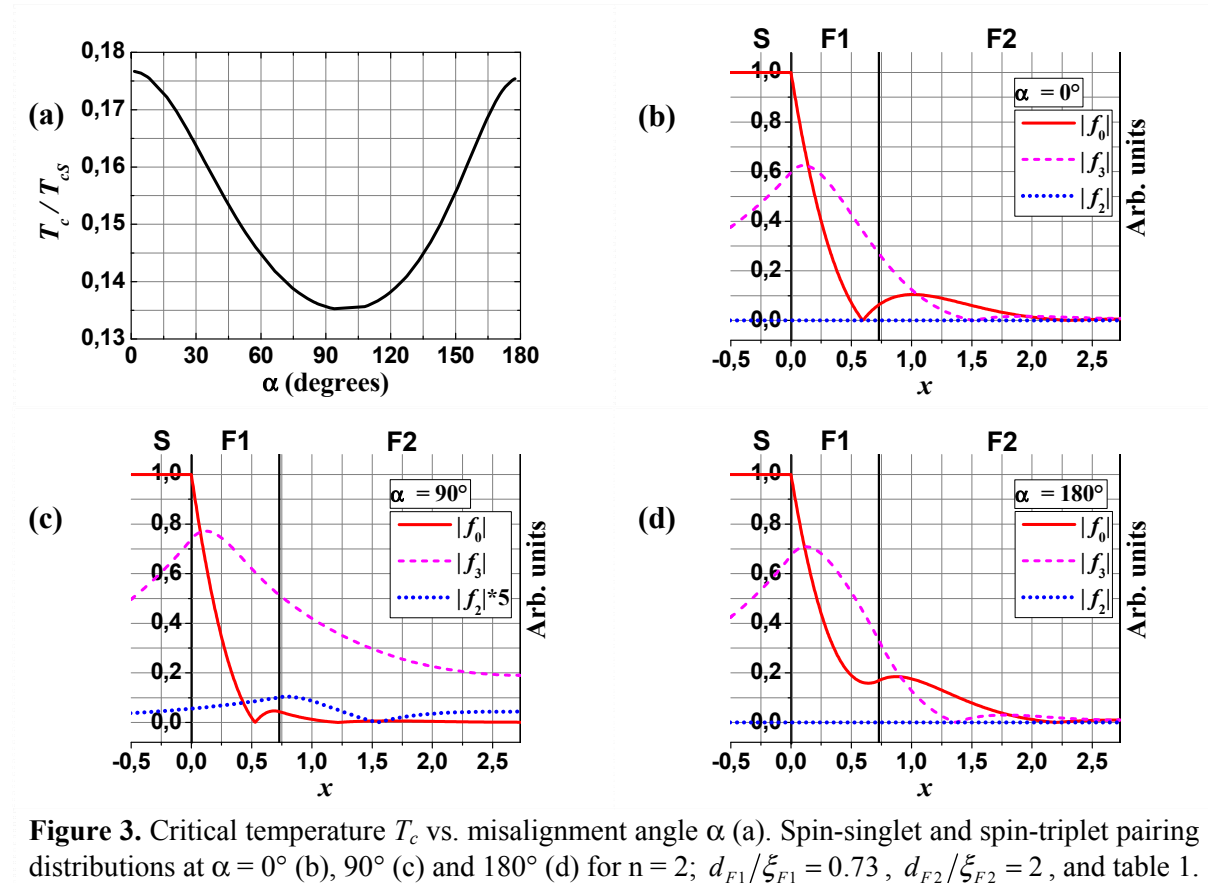 0,18
0,17
0,16
0,15
0,14
0,13
T_c / T_cS
(a)
0 30 60 90 120 150 180
α (degrees)
S F1 F2
(b)
1,0
0,8
0,6
0,4
0,2
0,0
α = 0°
|f_0|
|f_3|
|f_2|
Arb. units
-0,5 0,0 0,5 1,0 1,5 2,0 2,5
x
S F1 F2
(c)
1,0
0,8
0,6
0,4
0,2
0,0
α = 90°
|f_0|
|f_3|
|f_2|*5
Arb. units
-0,5 0,0 0,5 1,0 1,5 2,0 2,5
x
S F1 F2
(d)
1,0
0,8
0,6
0,4
0,2
0,0
α = 180°
|f_0|
|f_3|
|f_2|
Arb. units
-0,5 0,0 0,5 1,0 1,5 2,0 2,5
x
Figure 3. Critical temperature T_c vs. misalignment angle α (a). Spin-singlet and spin-triplet pairing
distributions at α = 0° (b), 90° (c) and 180° (d) for n = 2; d_F1/ξ_F1 = 0.73, d_F2/ξ_F2 = 2, and table 1.